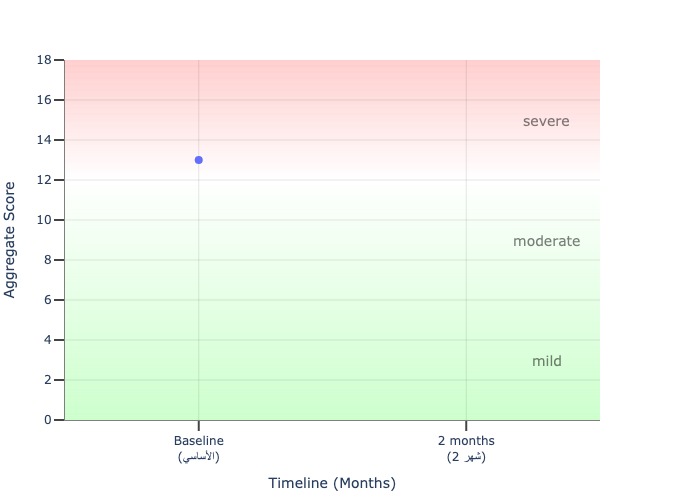 18
16
severe
14
12
10
moderate
8
6
4
mild
2
0
Aggregate Score
Baseline
(الأساسي)
2 months
(2 شهر)
Timeline (Months)